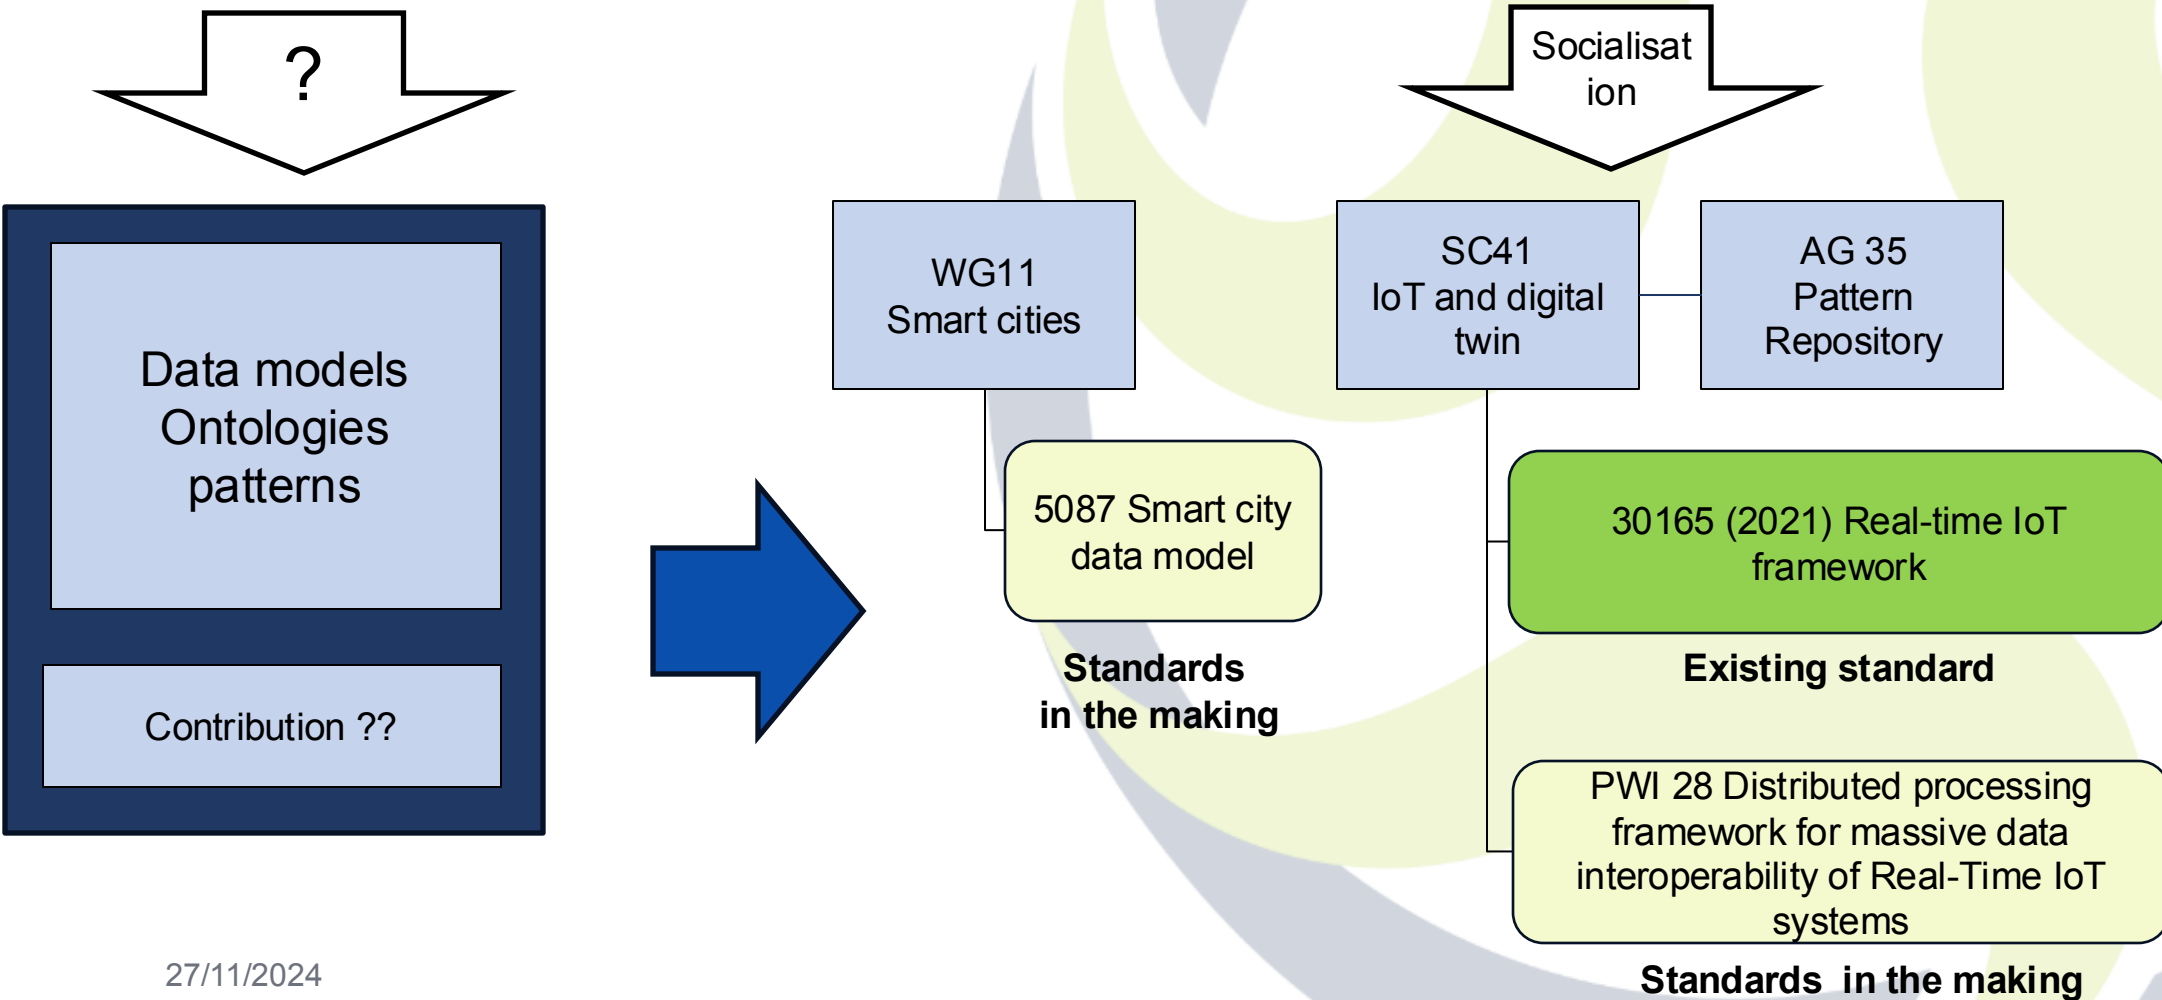 ?
Socialisat
ion
Data models
Ontologies
patterns
Contribution ??
WG11
Smart cities
SC41
IoT and digital
twin
AG 35
Pattern
Repository
5087 Smart city
data model
Standards
in the making
30165 (2021) Real-time IoT
framework
Existing standard
PWI 28 Distributed processing
framework for massive data
interoperability of Real-Time IoT
systems
Standards  in the making
27/11/2024